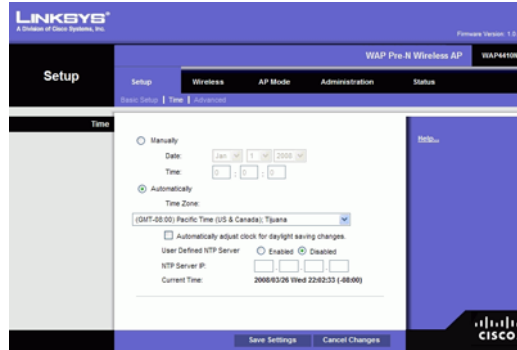 LINKSYS®
A Division of Cisco Systems, Inc.
Firmware Version: 1.0.
WAP Pre-N Wireless AP WAP4410N
Setup
Setup Wireless AP Mode Administration Status
Basic Setup | Time | Advanced
Time
Manually
Help...
Date: Jan 1 2008
Time: 0 : 0 : 0
Automatically
Time Zone:
(GMT-08:00) Pacific Time (US & Canada); Tijuana
Automatically adjust clock for daylight saving changes.
User Defined NTP Server Enabled Disabled
NTP Server IP: . . .
Current Time: 2008/03/26 Wed 22:02:33 (-08:00)
Save Settings Cancel Changes
CISCO